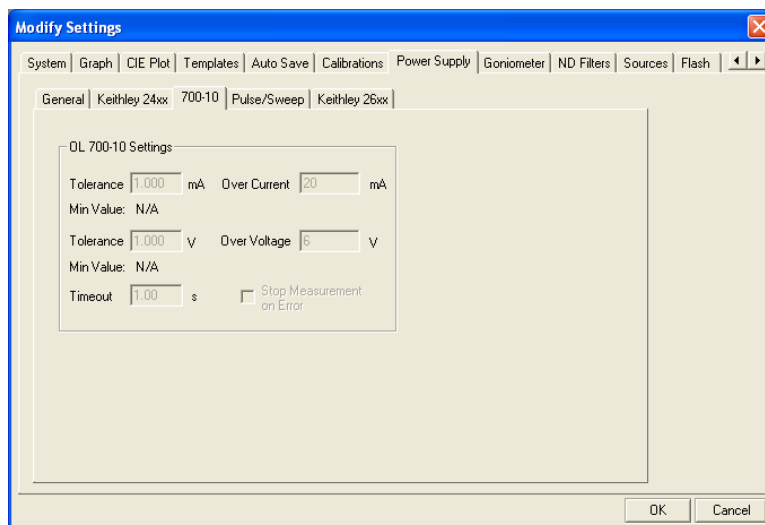 Modify Settings
System Graph CIE Plot Templates Auto Save Calibrations Power Supply Goniometer ND Filters Sources Flash
General Keithley 24xx 700-10 Pulse/Sweep Keithley 26xx
OL 700-10 Settings
Tolerance 1.000 mA Over Current 20 mA
Min Value: N/A
Tolerance 1.000 V Over Voltage 6 V
Min Value: N/A
Timeout 1.00 s Stop Measurement
on Error
OK Cancel